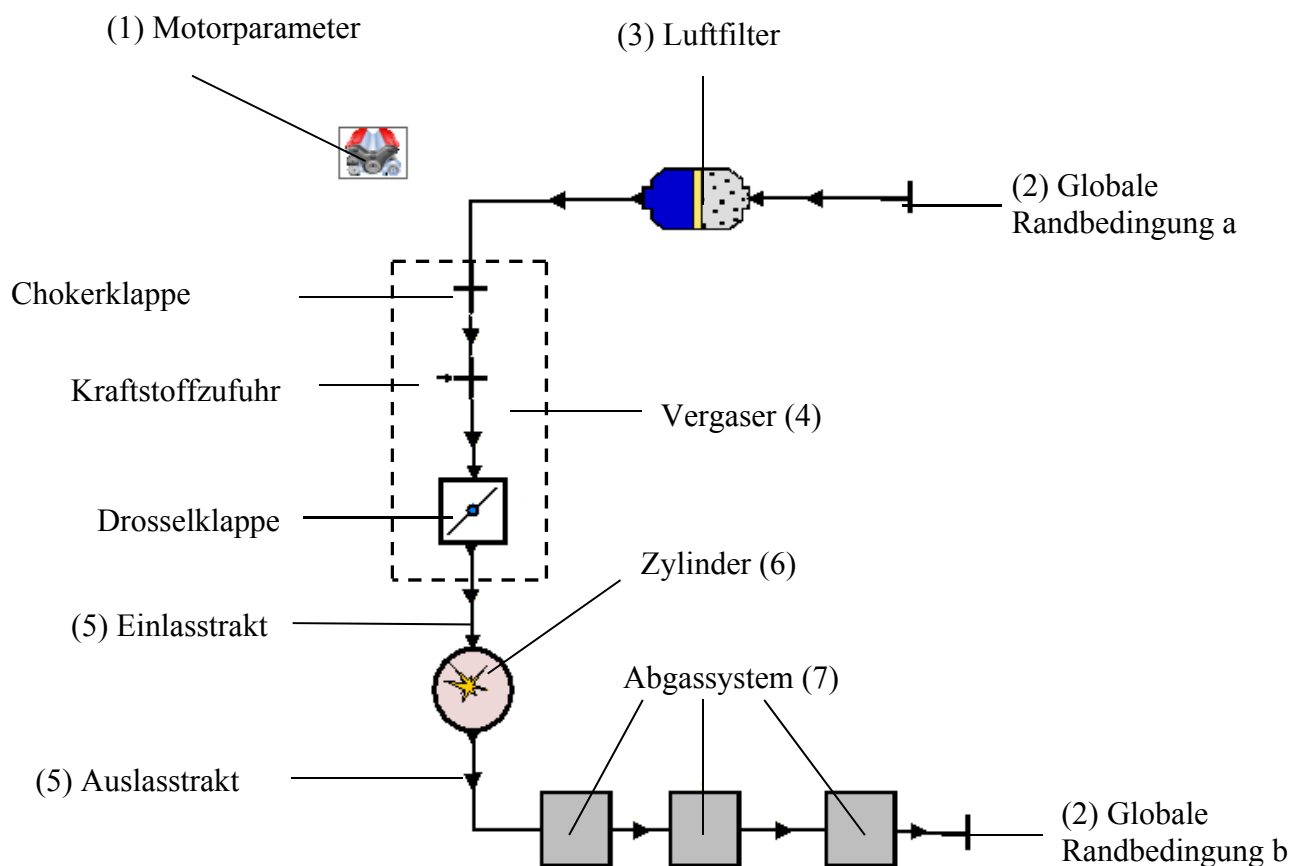 (1) Motorparameter
(3) Luftfilter
(2) Globale
Randbedingung a
Chokerklappe
Kraftstoffzufuhr
Vergaser (4)
Drosselklappe
Zylinder (6)
(5) Einlasstrakt
Abgassystem (7)
(5) Auslasstrakt
(2) Globale
Randbedingung b